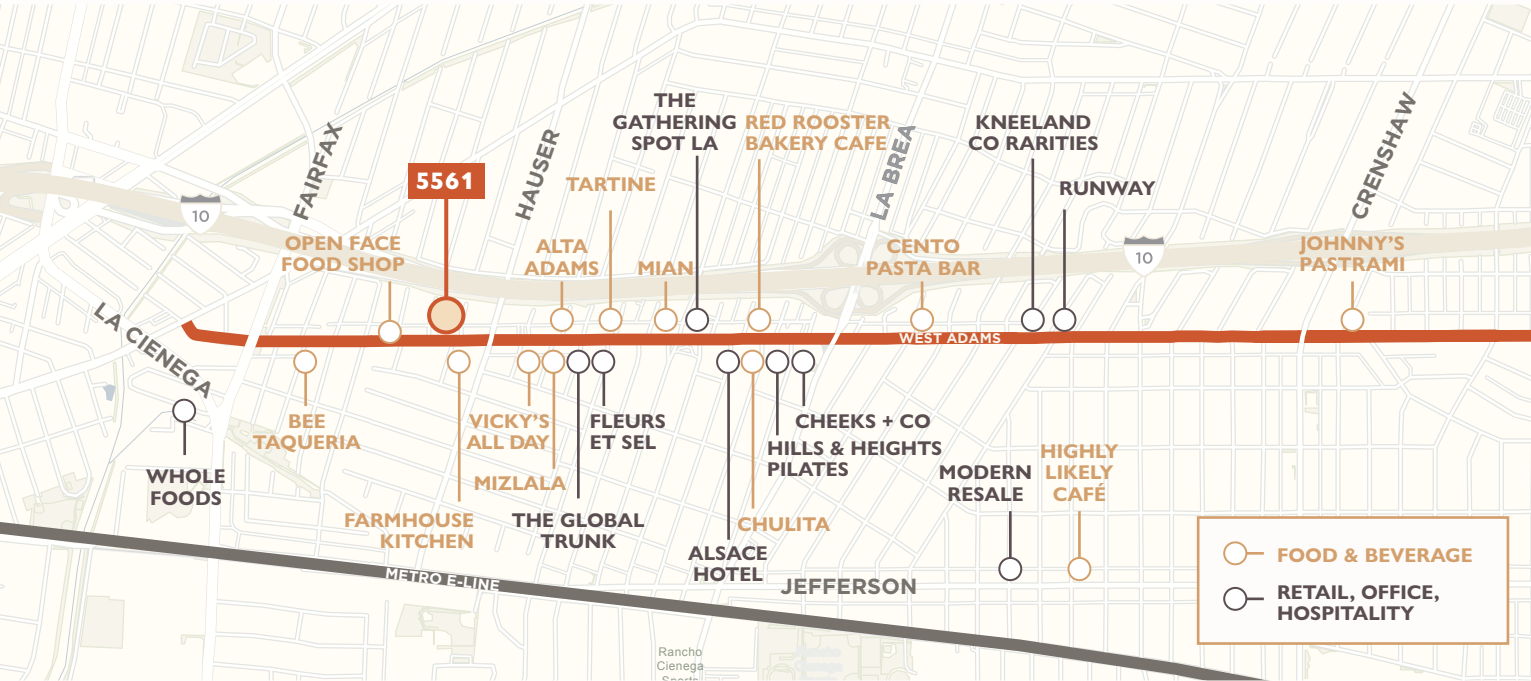 THE
GATHERING
SPOT LA
RED ROOSTER
BAKERY CAFE
KNEELAND
CO RARITIES
CRENSHAW
FAIRFAX
HAUSER
LA BREA
5561
TARTINE
RUNWAY
10
OPEN FACE
FOOD SHOP
ALTA
ADAMS
MIAN
CENTO
PASTA BAR
10
JOHNNY'S
PASTRAMI
WEST ADAMS
LA CIENEGA
BEE
TAQUERIA
VICKY'S
ALL DAY
FLEURS
ET SEL
CHEEKS + CO
HILLS & HEIGHTS
PILATES
WHOLE
FOODS
MIZLALA
MODERN
RESALE
HIGHLY
LIKELY
CAFÉ
FARMHOUSE
KITCHEN
THE GLOBAL
TRUNK
CHULITA
ALSACE
HOTEL
METRO E-LINE
JEFFERSON
FOOD & BEVERAGE
RETAIL, OFFICE,
HOSPITALITY
Rancho
Cienega
Sports